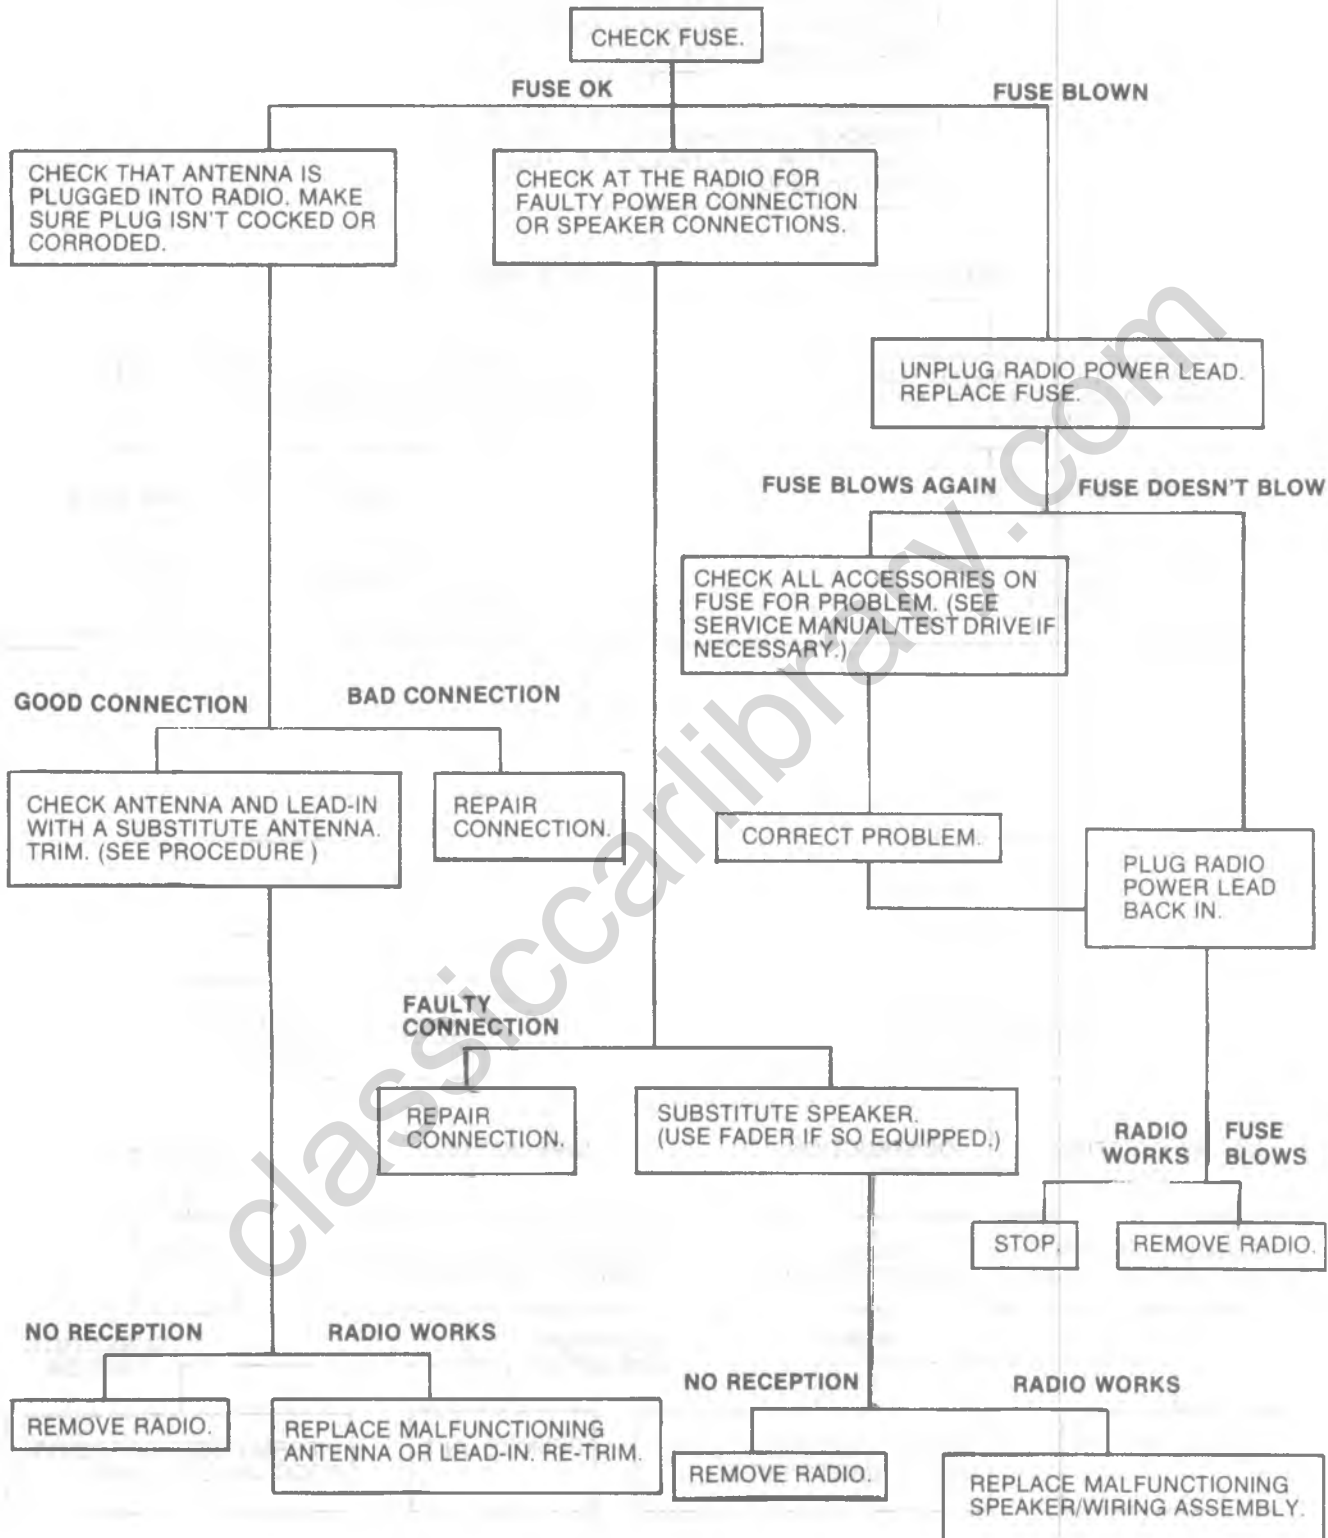 CHECK FUSE.
FUSE OK
FUSE BLOWN
CHECK THAT ANTENNA IS
PLUGGED INTO RADIO. MAKE
SURE PLUG ISN'T COCKED OR
CORRODED.
CHECK AT THE RADIO FOR
FAULTY POWER CONNECTION
OR SPEAKER CONNECTIONS.
UNPLUG RADIO POWER LEAD.
REPLACE FUSE.
FUSE BLOWS AGAIN
FUSE DOESN'T BLOW
CHECK ALL ACCESSORIES ON
FUSE FOR PROBLEM. (SEE
SERVICE MANUAL/TEST DRIVE IF
NECESSARY.)
GOOD CONNECTION
BAD CONNECTION
CHECK ANTENNA AND LEAD-IN
WITH A SUBSTITUTE ANTENNA.
TRIM. (SEE PROCEDURE )
REPAIR
CONNECTION.
CORRECT PROBLEM.
PLUG RADIO
POWER LEAD
BACK IN.
FAULTY
CONNECTION
REPAIR
CONNECTION.
SUBSTITUTE SPEAKER.
(USE FADER IF SO EQUIPPED.)
RADIO
WORKS
FUSE
BLOWS
STOP.
REMOVE RADIO.
NO RECEPTION
RADIO WORKS
REMOVE RADIO.
REPLACE MALFUNCTIONING
ANTENNA OR LEAD-IN. RE-TRIM.
NO RECEPTION
RADIO WORKS
REMOVE RADIO.
REPLACE MALFUNCTIONING
SPEAKER/WIRING ASSEMBLY.
classiccarlibrary.com